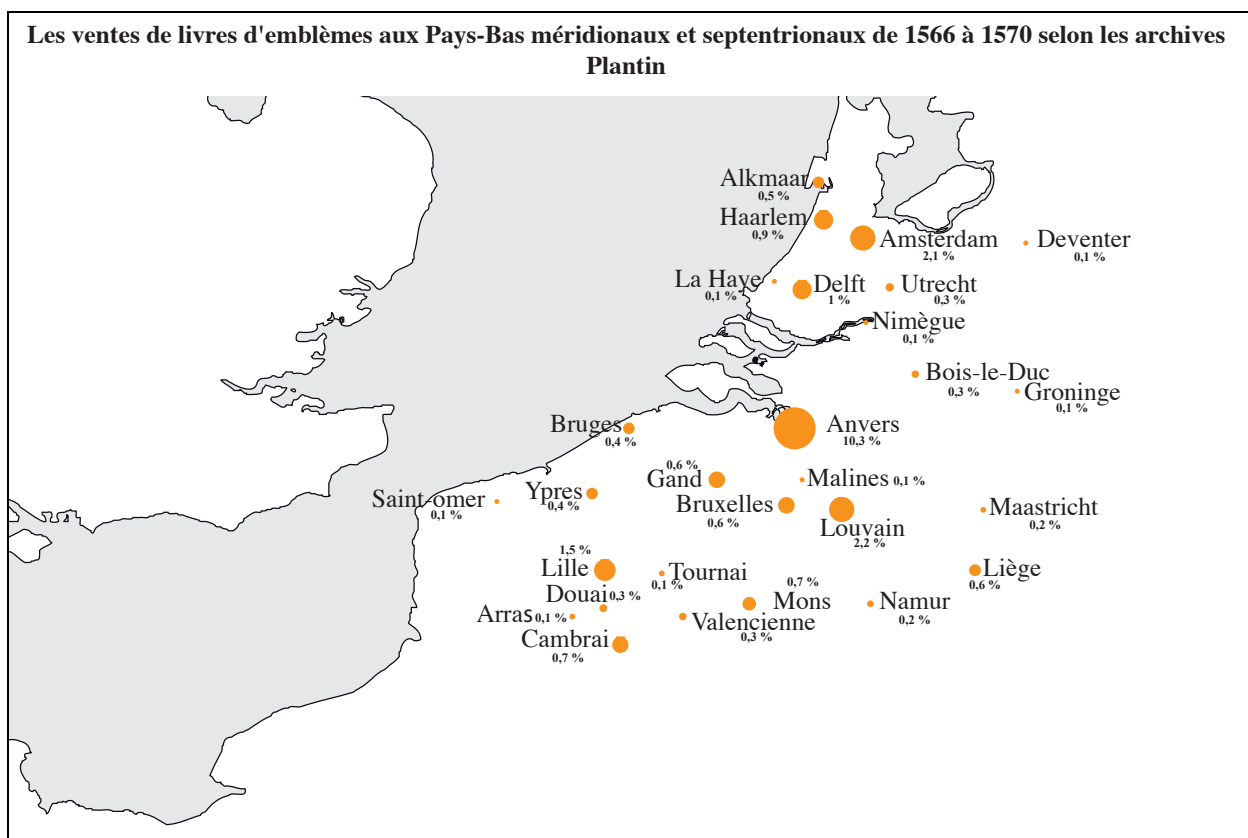 Les ventes de livres d'emblèmes aux Pays-Bas méridionaux et septentrionaux de 1566 à 1570 selon les archives
Plantin
Alkmaar
0,5 %
Haarlem
0,9 %
Amsterdam
2,1 %
Deventer
0,1 %
La Haye
0,1 %
Delft
1 %
Utrecht
0,3 %
Nimègue
0,1 %
Bois-le-Duc
0,3 %
Groninge
0,1 %
Bruges
0,4 %
Anvers
10,3 %
0,6 %
Gand
Malines 0,1 %
Saint-omer
0,1 %
Ypres
0,4 %
Bruxelles
0,6 %
Louvain
2,2 %
Maastricht
0,2 %
1,5 %
Lille
Tournai
0,1 %
Liège
0,6 %
Douai 0,3 %
Arras 0,1 %
0,7 %
Mons
Valencienne
0,3 %
Namur
0,2 %
Cambrai
0,7 %